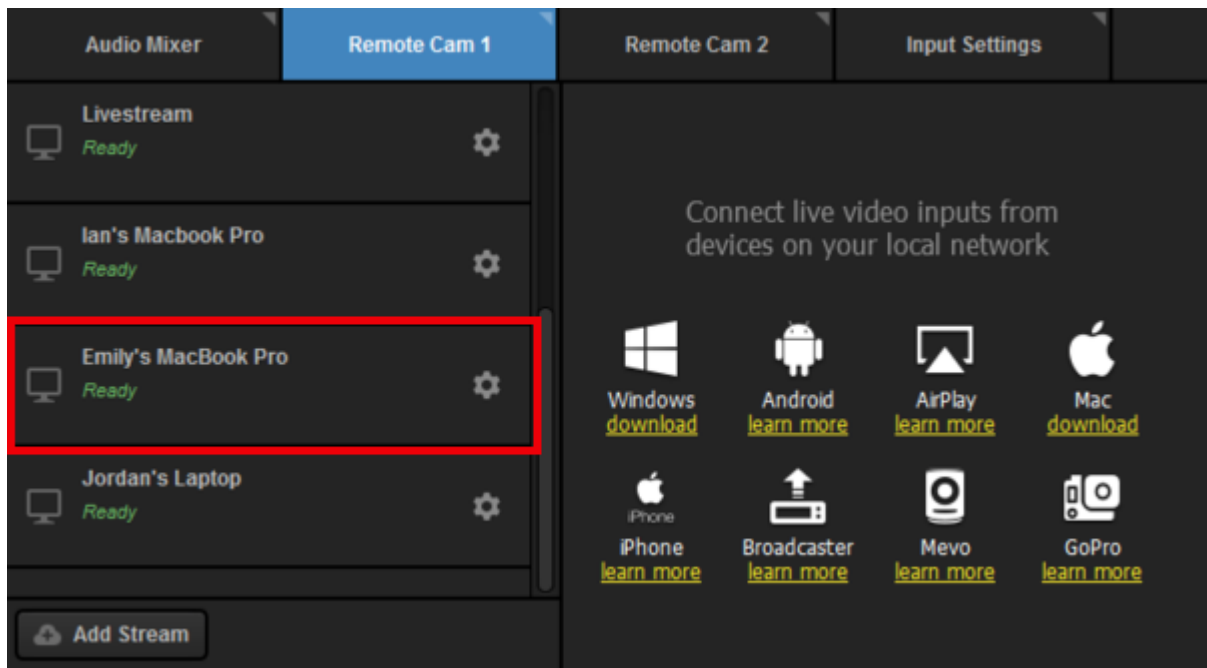 Audio Mixer
Remote Cam 1
Remote Cam 2
Input Settings
Livestream
Ready
Ian's Macbook Pro
Ready
Emily's MacBook Pro
Ready
Jordan's Laptop
Ready
Add Stream
Connect live video inputs from
devices on your local network
Windows
download
Android
learn more
AirPlay
learn more
Mac
download
iPhone
iPhone
learn more
Broadcaster
learn more
Mevo
learn more
GoPro
learn more